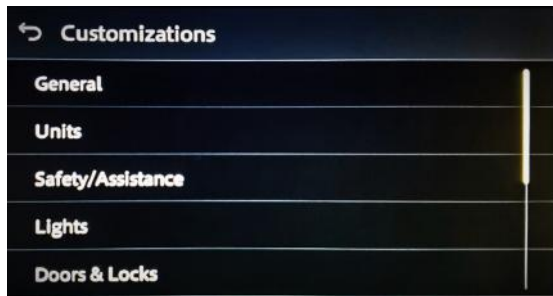 Customizations
General
Units
Safety/Assistance
Lights
Doors & Locks